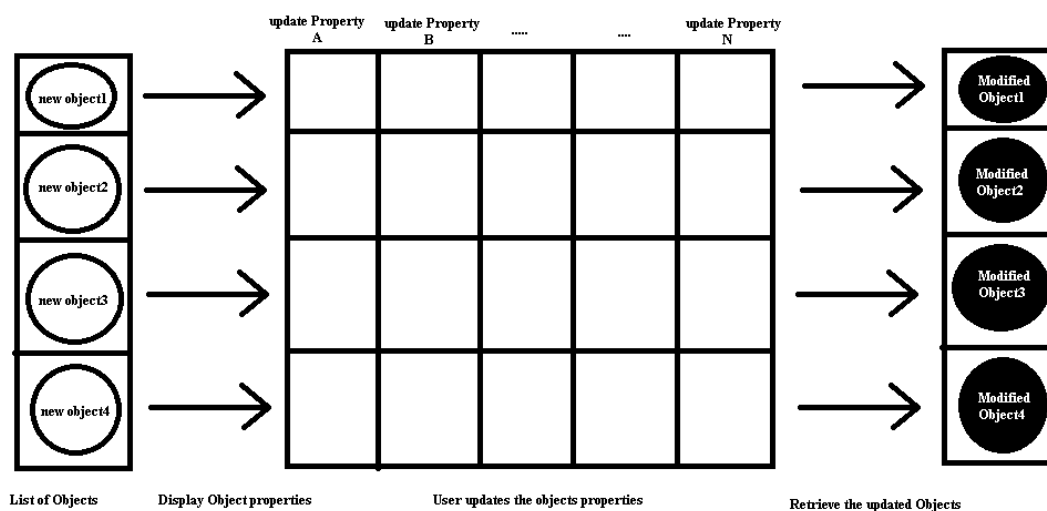 update Property
A
update Property
B
.....
....
update Property
N
new object1
new object2
new object3
new object4
Modified
Object1
Modified
Object2
Modified
Object3
Modified
Object4
List of Objects
Display Object properties
User updates the objects properties
Retrieve the updated Objects